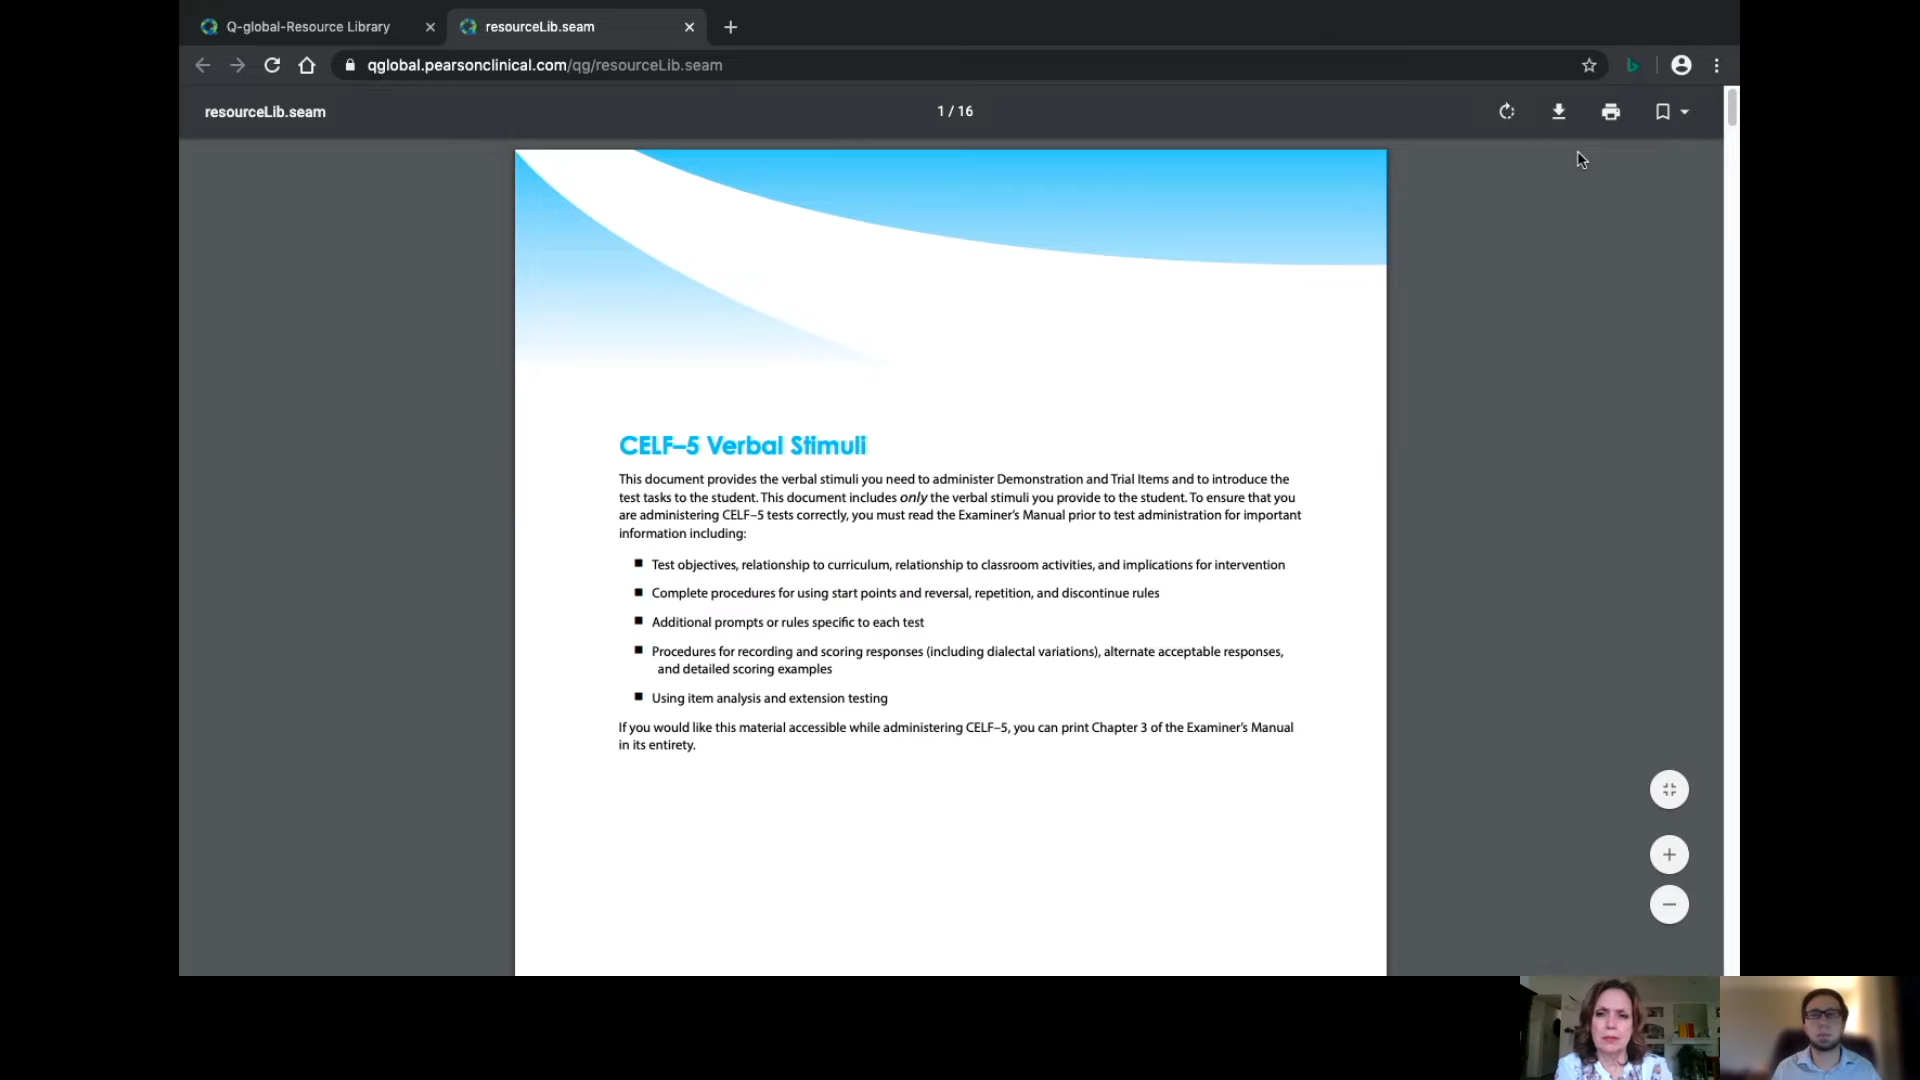 Q-global-Resource Library
resourceLib.seam
qglobal.pearsonclinical.com/qg/resourceLib.seam
resourceLib.seam
1 / 16
CELF–5 Verbal Stimuli
This document provides the verbal stimuli you need to administer Demonstration and Trial Items and to introduce the
test tasks to the student. This document includes only the verbal stimuli you provide to the student. To ensure that you
are administering CELF–5 tests correctly, you must read the Examiner's Manual prior to test administration for important
information including:
■ Test objectives, relationship to curriculum, relationship to classroom activities, and implications for intervention
■ Complete procedures for using start points and reversal, repetition, and discontinue rules
■ Additional prompts or rules specific to each test
■ Procedures for recording and scoring responses (including dialectal variations), alternate acceptable responses,
and detailed scoring examples
■ Using item analysis and extension testing
If you would like this material accessible while administering CELF–5, you can print Chapter 3 of the Examiner's Manual
in its entirety.